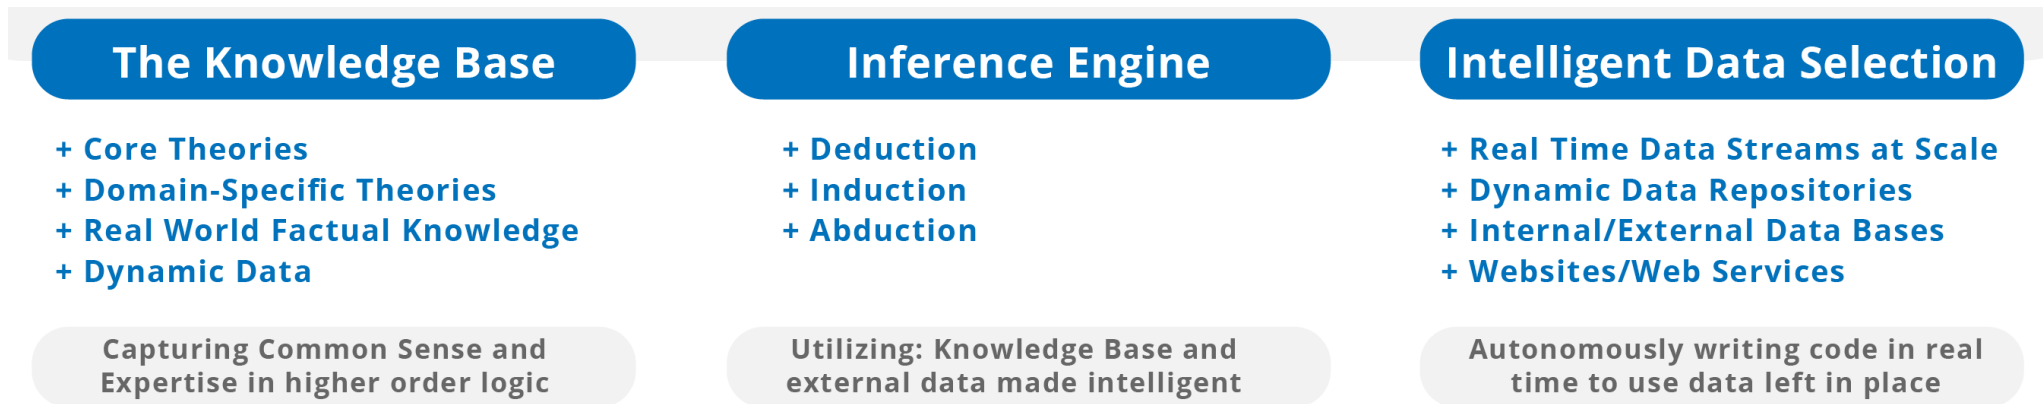 The Knowledge Base
+ Core Theories
+ Domain-Specific Theories
+ Real World Factual Knowledge
+ Dynamic Data
Capturing Common Sense and
Expertise in higher order logic
Inference Engine
+ Deduction
+ Induction
+ Abduction
Utilizing: Knowledge Base and
external data made intelligent
Intelligent Data Selection
+ Real Time Data Streams at Scale
+ Dynamic Data Repositories
+ Internal/External Data Bases
+ Websites/Web Services
Autonomously writing code in real
time to use data left in place